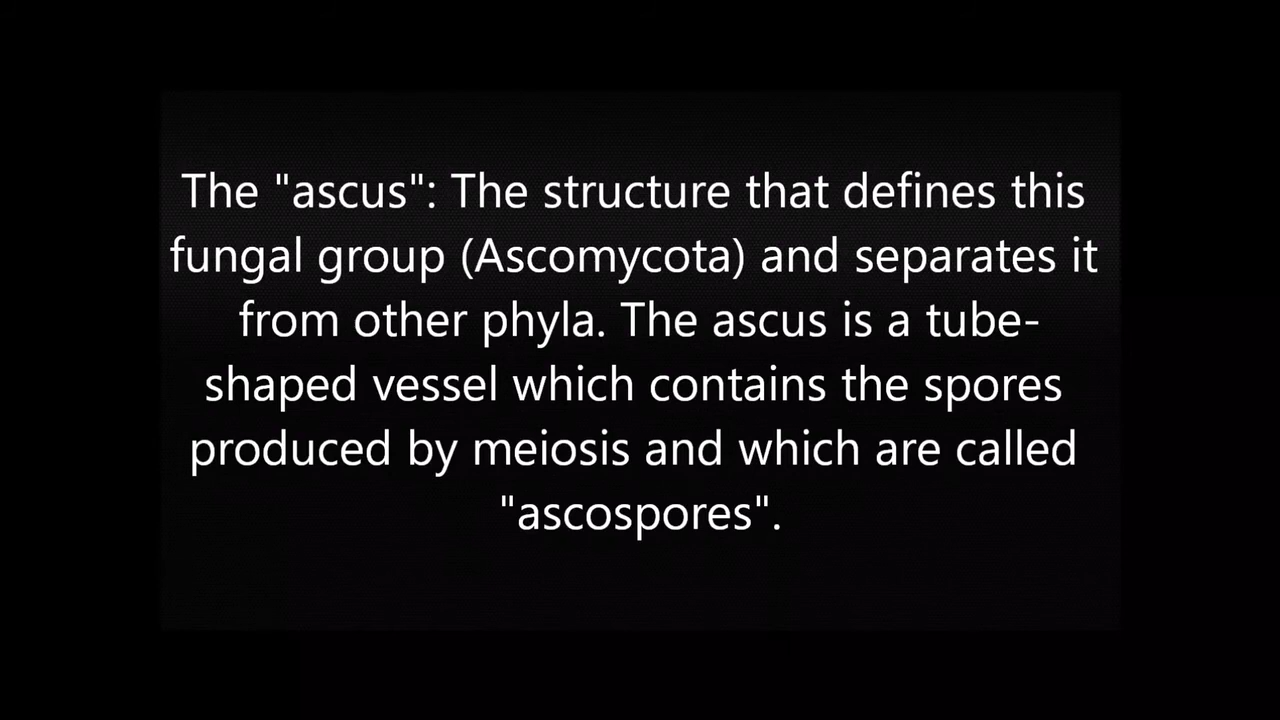 The "ascus": The structure that defines this
fungal group (Ascomycota) and separates it
from other phyla. The ascus is a tube-
shaped vessel which contains the spores
produced by meiosis and which are called
"ascospores".